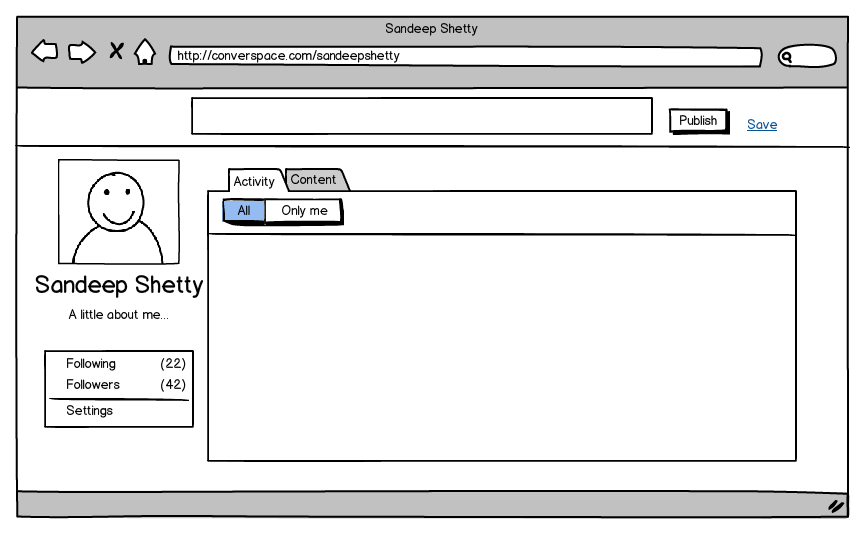 Sandeep Shetty
http://converspace.com/sandeepshetty
Publish Save
Activity Content
All Only me
Sandeep Shetty
A little about me...
Following (22)
Followers (42)
Settings